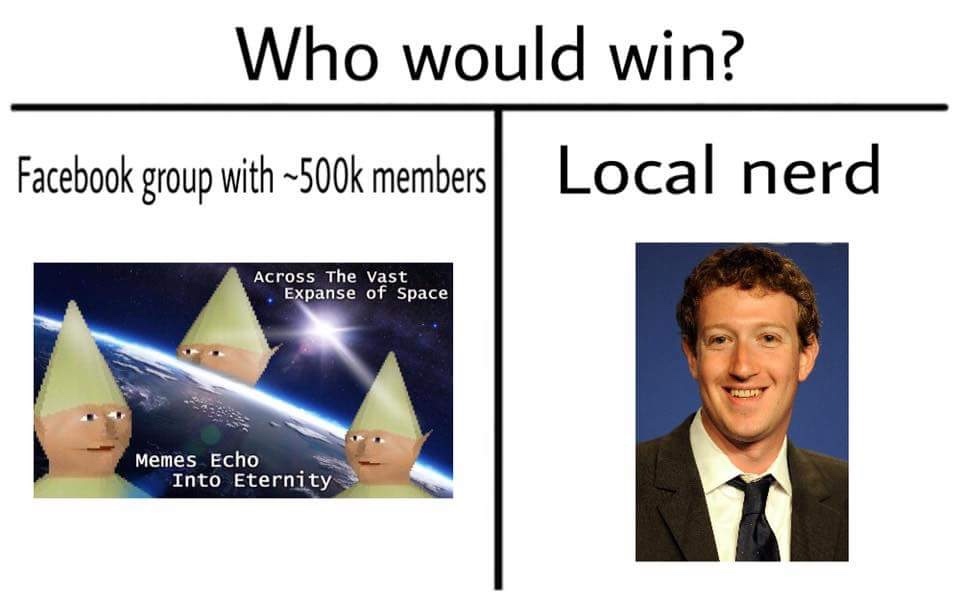 Who would win?
Facebook group with ~500k members
Local nerd
Across The Vast
Expanse of Space
Memes Echo
Into Eternity